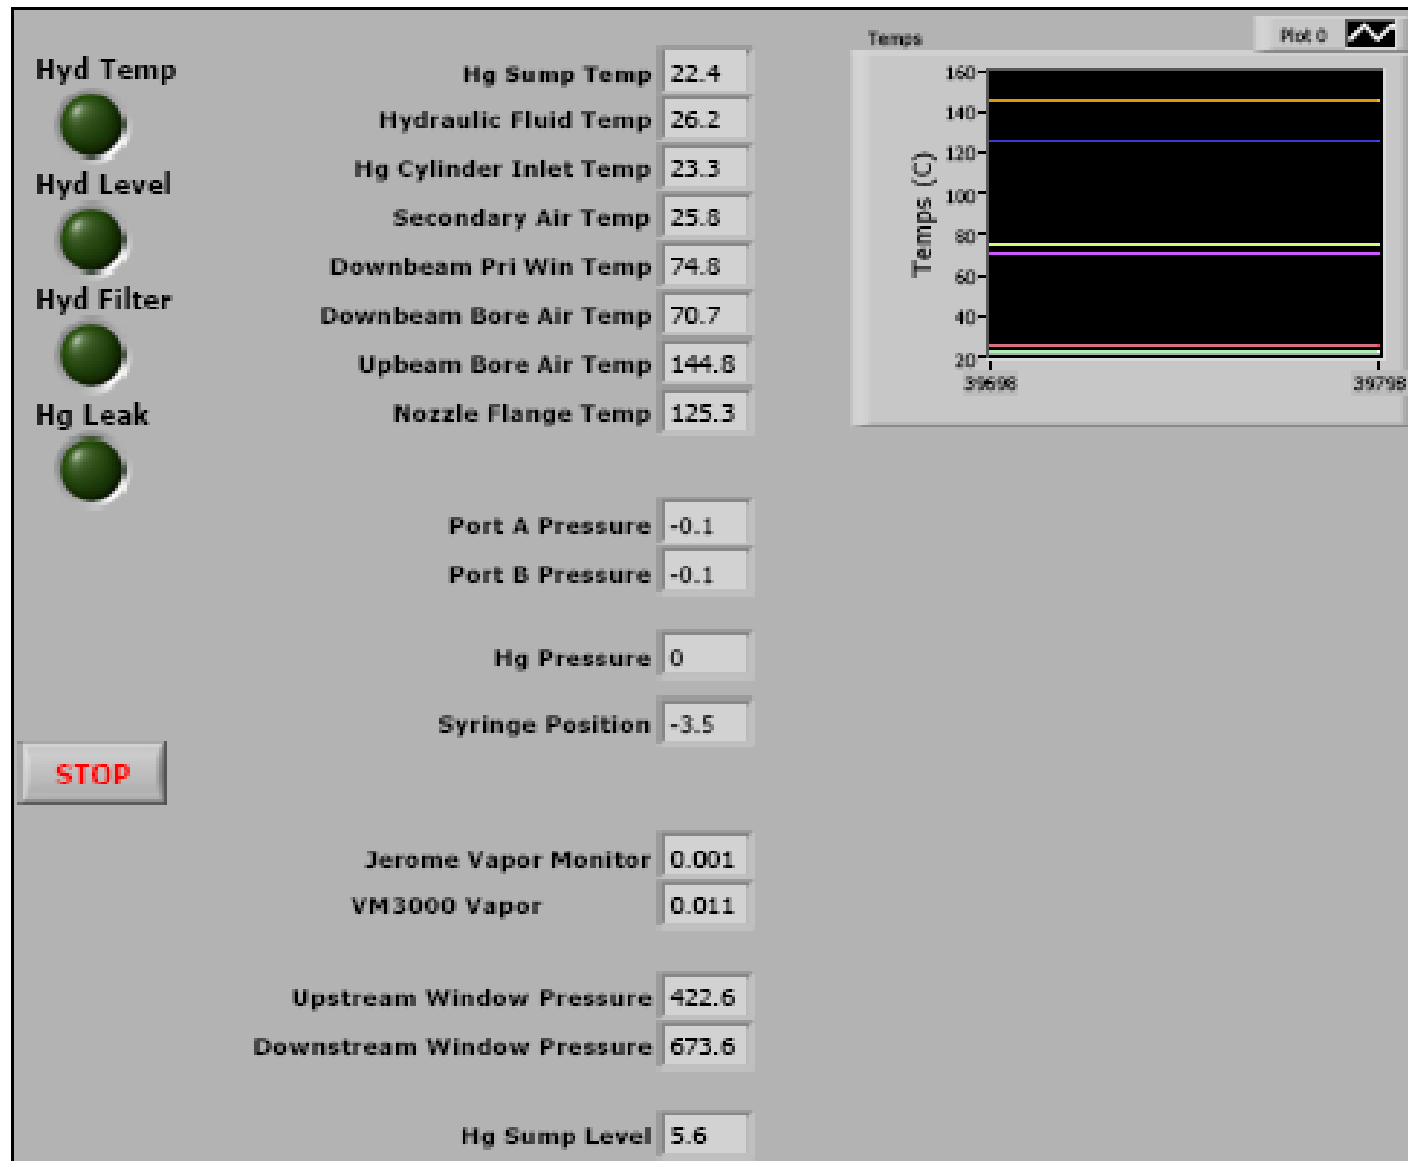 Hyd Temp
Hyd Level
Hyd Filter
Hg Leak
STOP
Hg Sump Temp 22.4
Hydraulic Fluid Temp 26.2
Hg Cylinder Inlet Temp 23.3
Secondary Air Temp 25.8
Downbeam Pri Win Temp 74.8
Downbeam Bore Air Temp 70.7
Upbeam Bore Air Temp 144.8
Nozzle Flange Temp 125.3
Port A Pressure -0.1
Port B Pressure -0.1
Hg Pressure 0
Syringe Position -3.5
Jerome Vapor Monitor 0.001
VM3000 Vapor 0.011
Upstream Window Pressure 422.6
Downstream Window Pressure 673.6
Hg Sump Level 5.6
Temps
Plot 0
Temps (C)
160
140
120
100
80
60
40
20
39698 39798